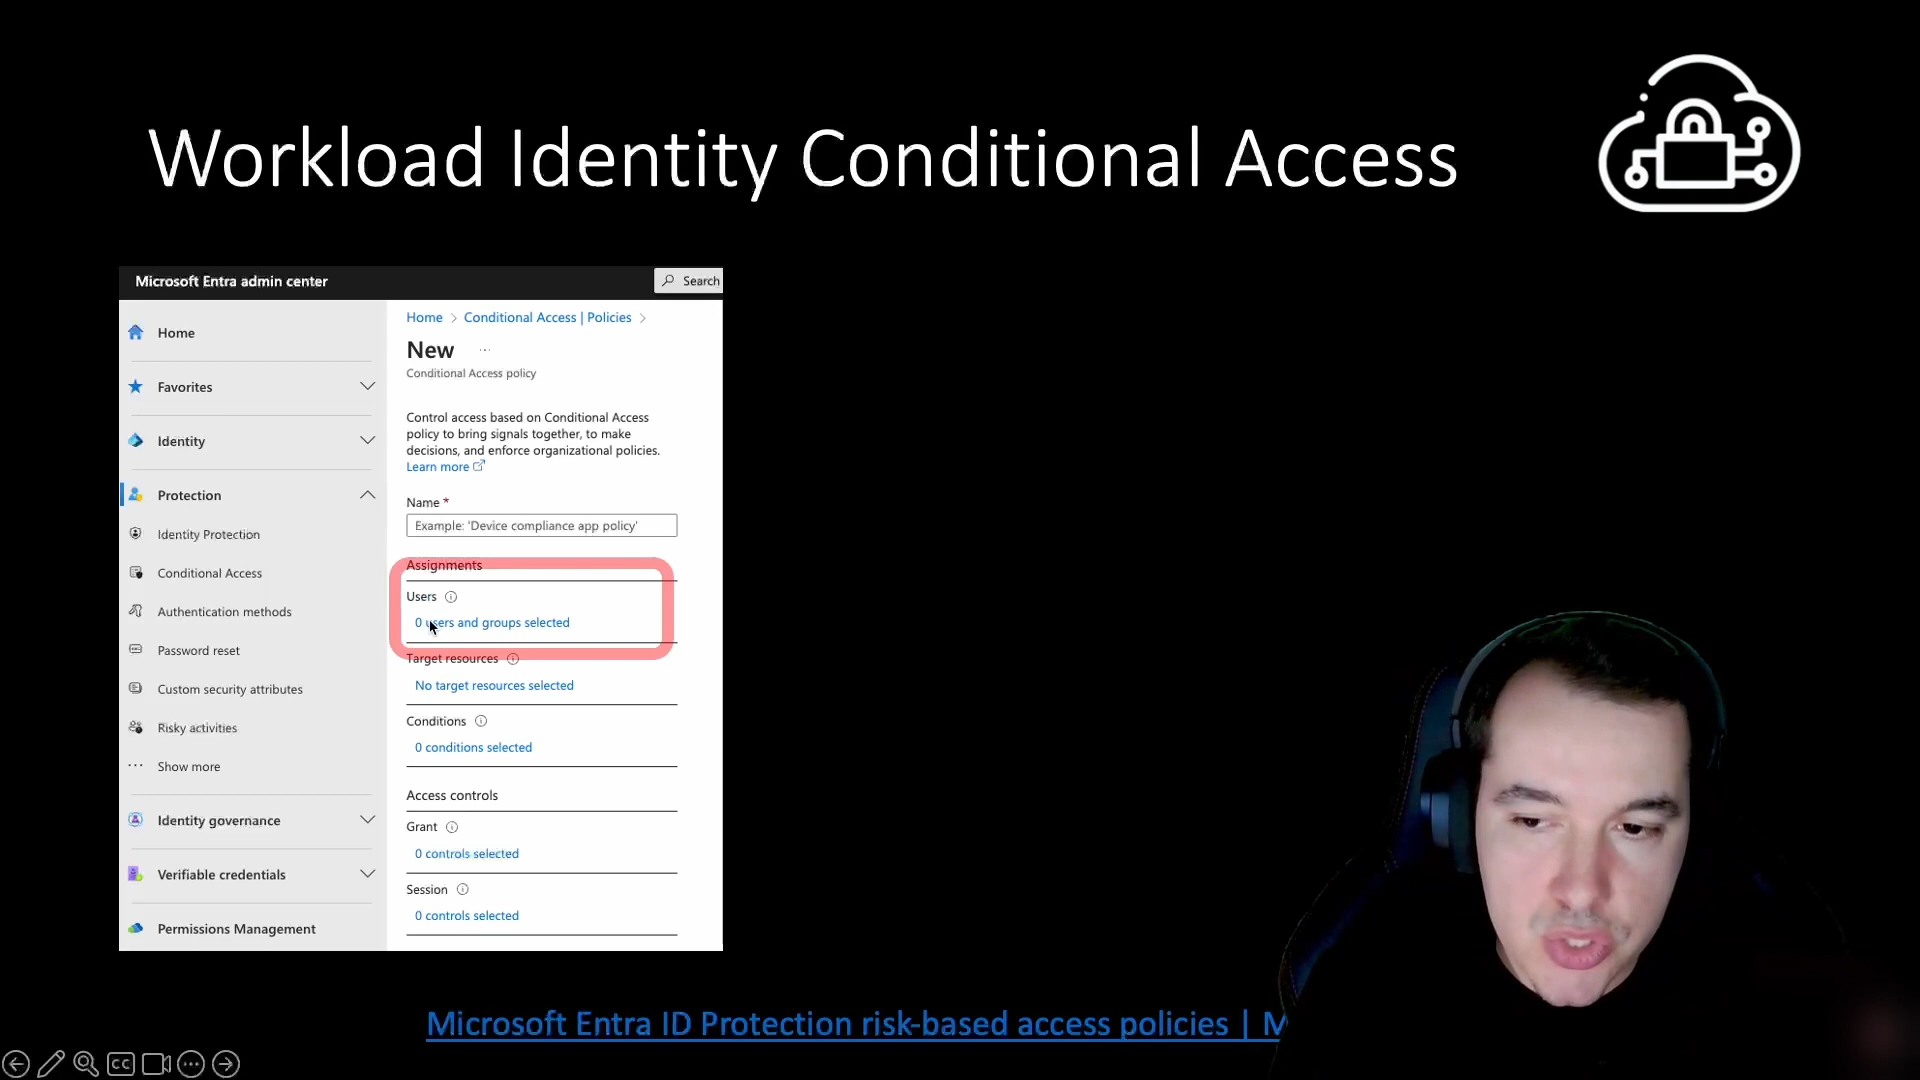 Workload Identity Conditional Access
Microsoft Entra admin center
Search
Home
Favorites
Identity
Protection
Identity Protection
Conditional Access
Authentication methods
Password reset
Custom security attributes
Risky activities
Show more
Identity governance
Verifiable credentials
Permissions Management
Home > Conditional Access | Policies >
New ...
Conditional Access policy
Control access based on Conditional Access
policy to bring signals together, to make
decisions, and enforce organizational policies.
Learn more
Name *
Example: 'Device compliance app policy'
Assignments
Users
0 users and groups selected
Target resources
No target resources selected
Conditions
0 conditions selected
Access controls
Grant
0 controls selected
Session
0 controls selected
Microsoft Entra ID Protection risk-based access policies | M
CC